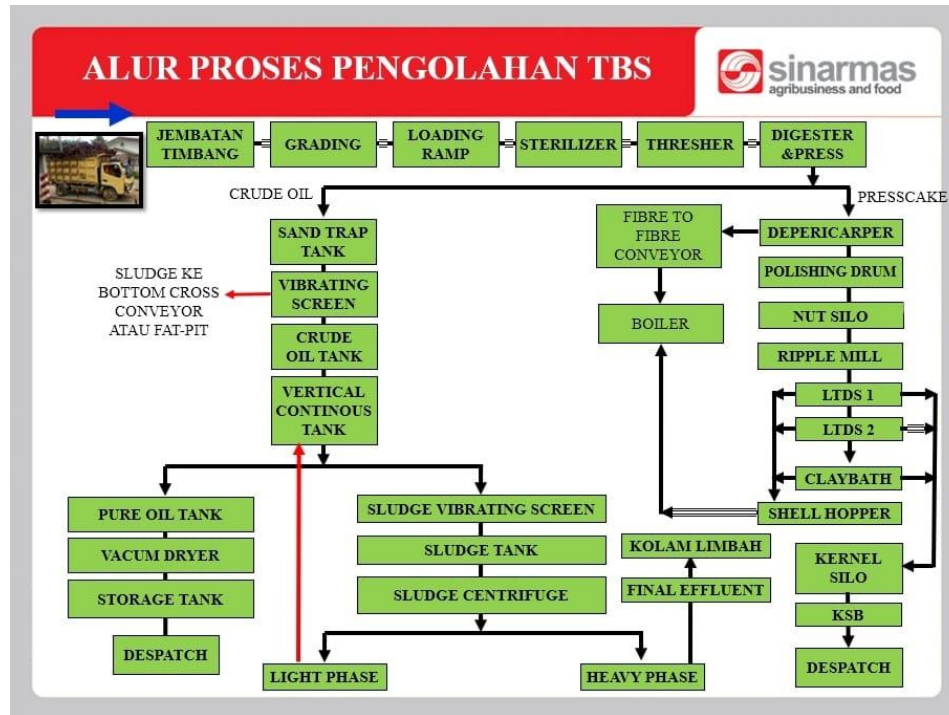 ALUR PROSES PENGOLAHAN TBS
sinarmas
agribusiness and food
JEMBATAN
TIMBANG
GRADING
LOADING
RAMP
STERILIZER
THRESHER
DIGESTER
&PRESS
CRUDE OIL
PRESSCAKE
SAND TRAP
TANK
VIBRATING
SCREEN
SLUDGE KE
BOTTOM CROSS
CONVEYOR
ATAU FAT-PIT
CRUDE
OIL TANK
VERTICAL
CONTINOUS
TANK
FIBRE TO
FIBRE
CONVEYOR
BOILER
DEPERICARPER
POLISHING DRUM
NUT SILO
RIPPLE MILL
LTDS 1
LTDS 2
CLAYBATH
SHELL HOPPER
PURE OIL TANK
VACUM DRYER
STORAGE TANK
DESPATCH
SLUDGE VIBRATING SCREEN
SLUDGE TANK
SLUDGE CENTRIFUGE
LIGHT PHASE
HEAVY PHASE
KOLAM LIMBAH
FINAL EFFLUENT
KERNEL
SILO
KSB
DESPATCH